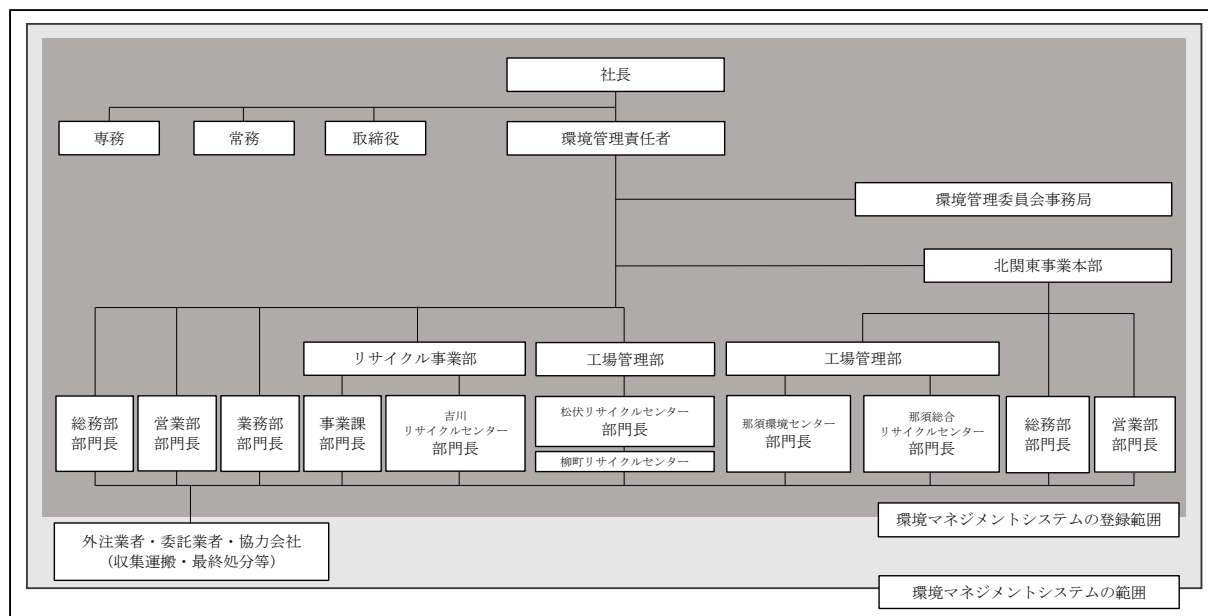 社長
専務
常務
取締役
環境管理責任者
環境管理委員会事務局
北関東事業本部
リサイクル事業部
工場管理部
工場管理部
総務部
部門長
営業部
部門長
業務部
部門長
事業課
部門長
吉川
リサイクルセンター
部門長
松伏リサイクルセンター
部門長
柳町リサイクルセンター
那須環境センター
部門長
那須総合
リサイクルセンター
部門長
総務部
部門長
営業部
部門長
環境マネジメントシステムの登録範囲
外注業者・委託業者・協力会社
(収集運搬・最終処分等)
環境マネジメントシステムの範囲